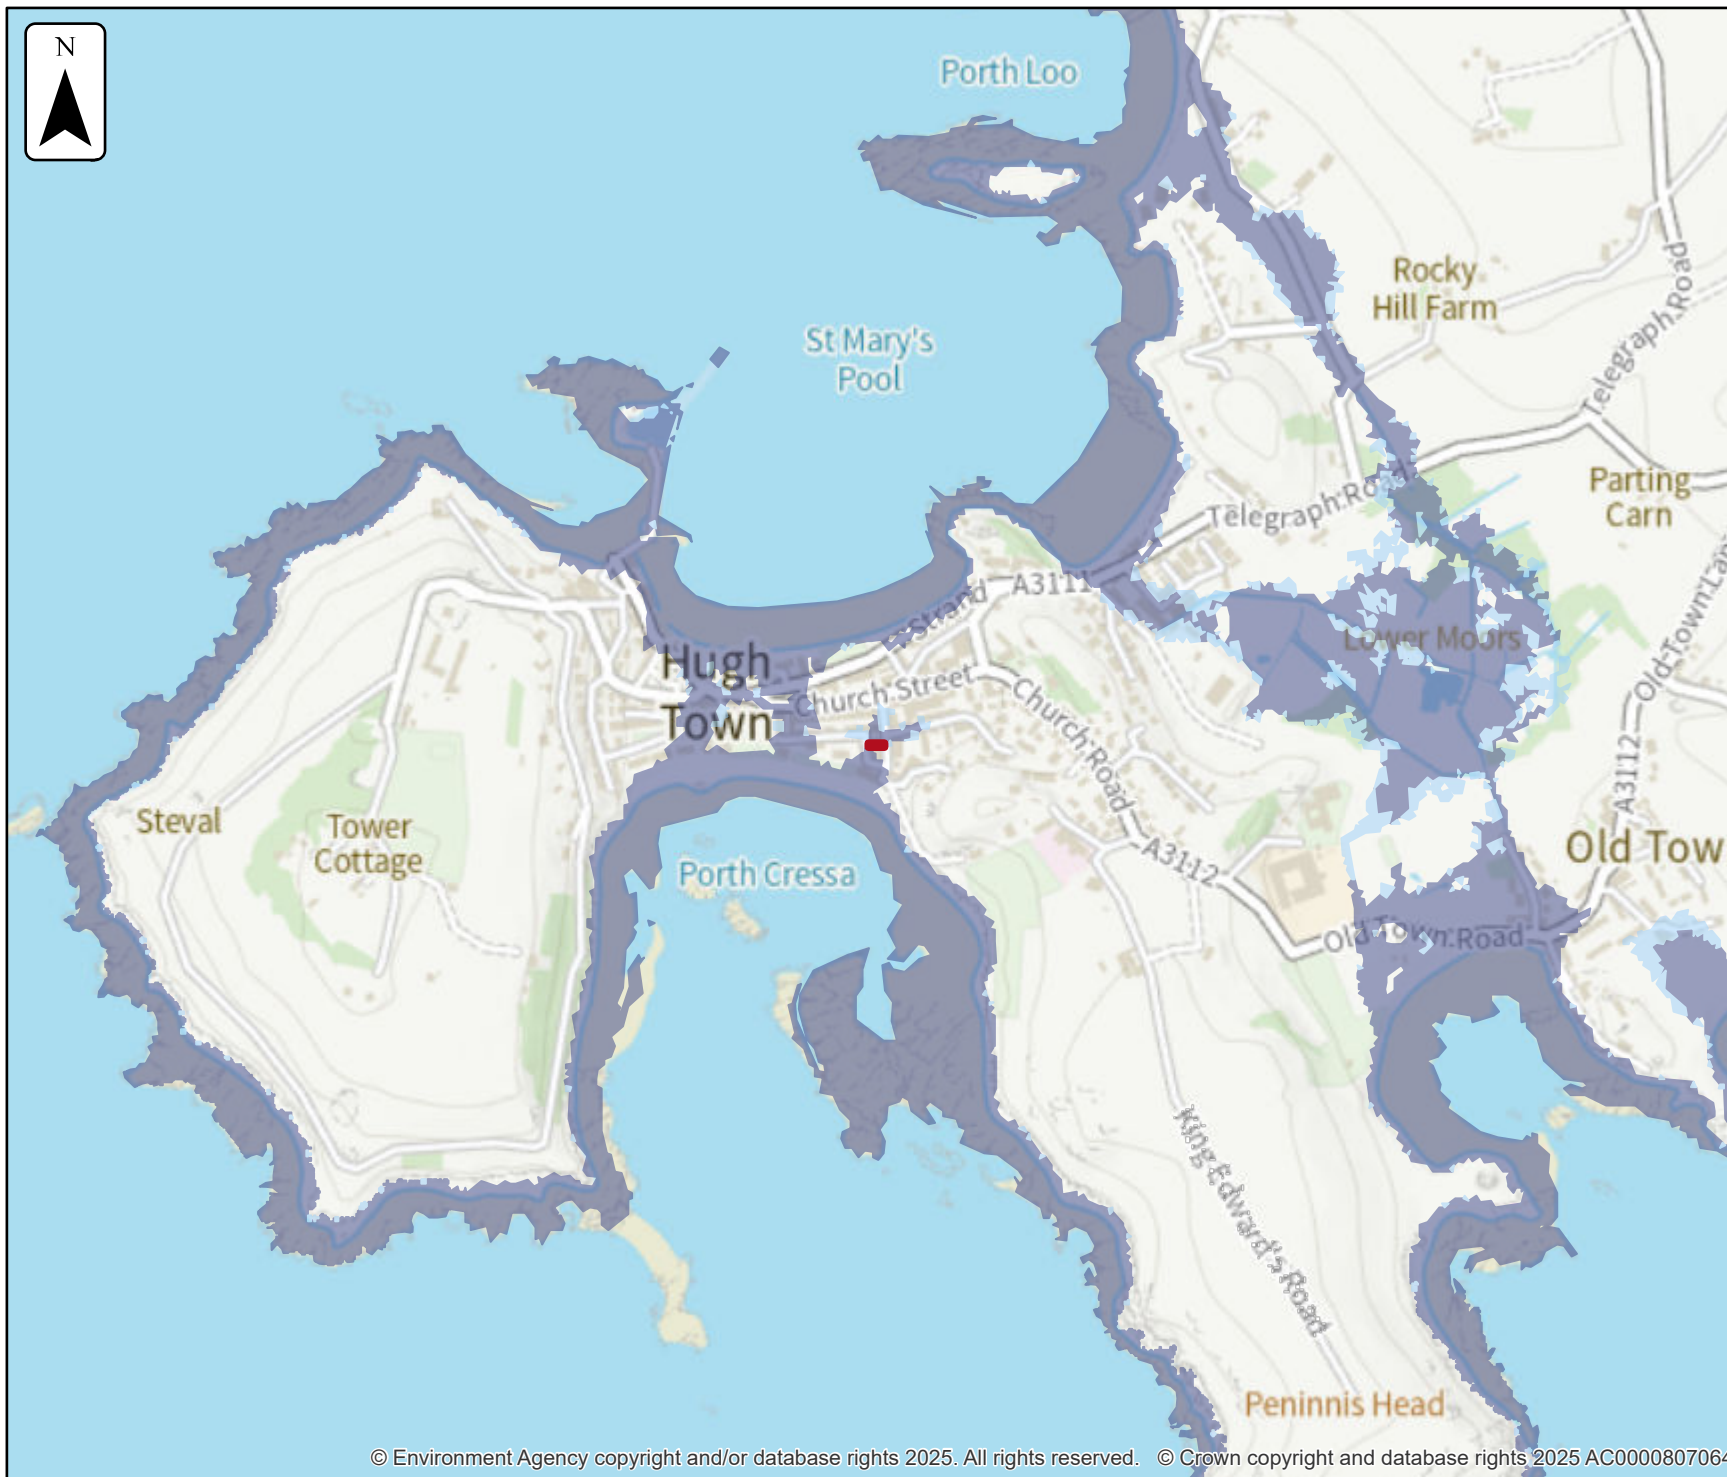 N
Porth Loo
Rocky
Hill Farm
Telegraph Road
St Mary's
Pool
Parting
Carn
Telegraph Road
A3111
Strand
Lower Moors
Old Town Lan
Hugh
Town
Church Street
Church Road
A3112
Steval
Tower
Cottage
Porth Cressa
A3112
Old Tow
Old Town Road
King Edward's Road
Peninnis Head
© Environment Agency copyright and/or database rights 2025. All rights reserved. © Crown copyright and database rights 2025 AC000080706